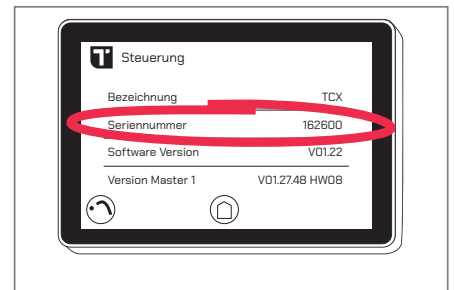 Steuerung
Bezeichnung TCX
Seriennummer 162600
Software Version V01.22
Version Master 1 V01.27.48 HW08